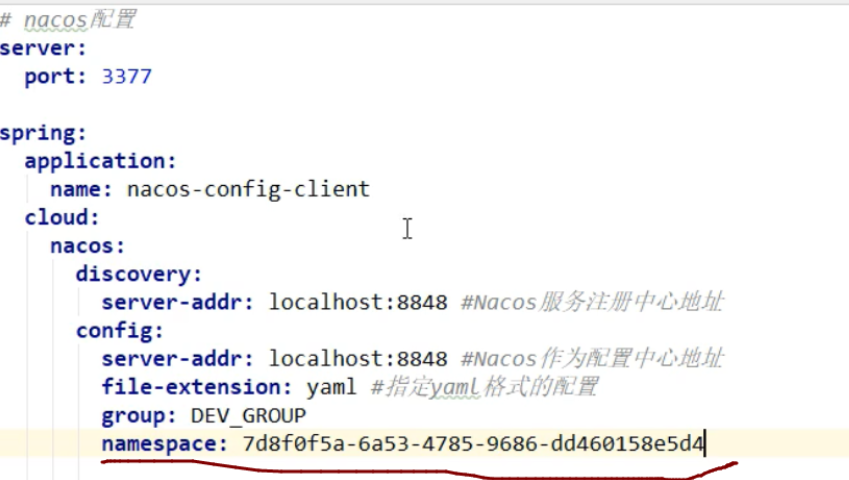 # nacos配置
server:
port: 3377
spring:
application:
name: nacos-config-client
cloud:
nacos:
discovery:
server-addr: localhost:8848 #Nacos服务注册中心地址
config:
server-addr: localhost:8848 #Nacos作为配置中心地址
file-extension: yaml #指定yaml格式的配置
group: DEV_GROUP
namespace: 7d8f0f5a-6a53-4785-9686-dd460158e5d4